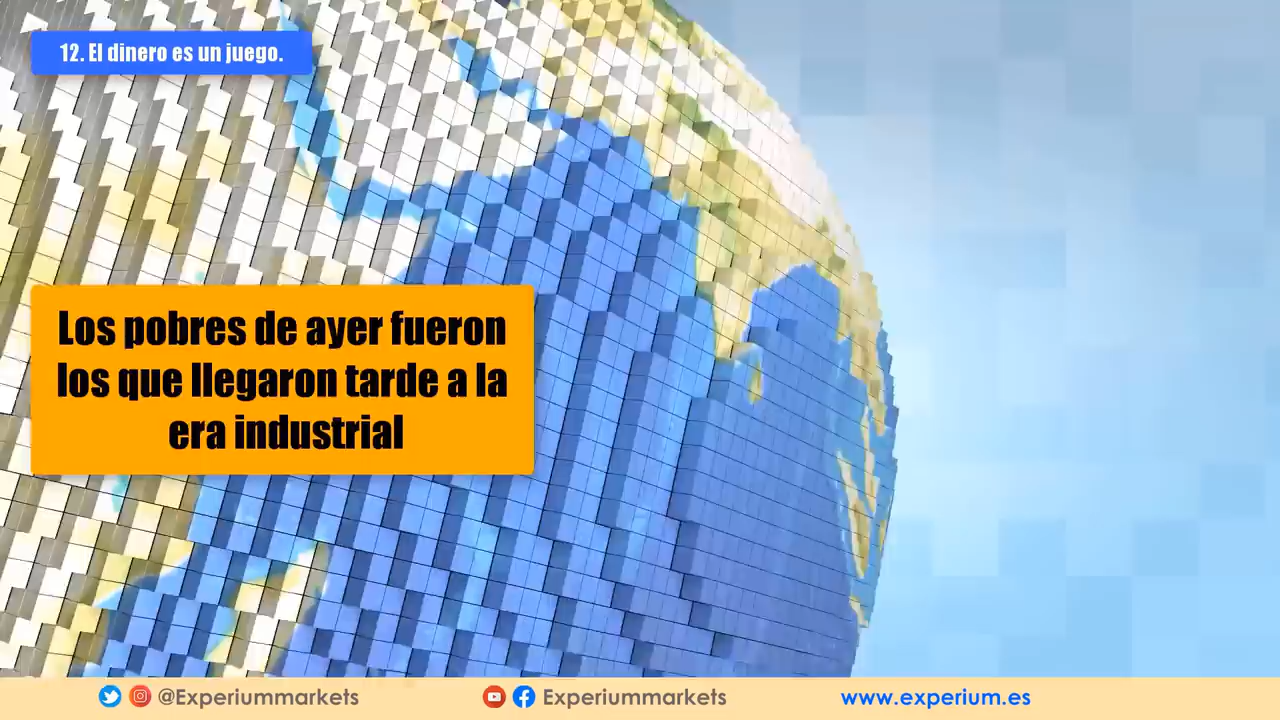 12. El dinero es un juego.
Los pobres de ayer fueron
los que llegaron tarde a la
era industrial
@Experiummarkets
Experiummarkets
www.experium.es